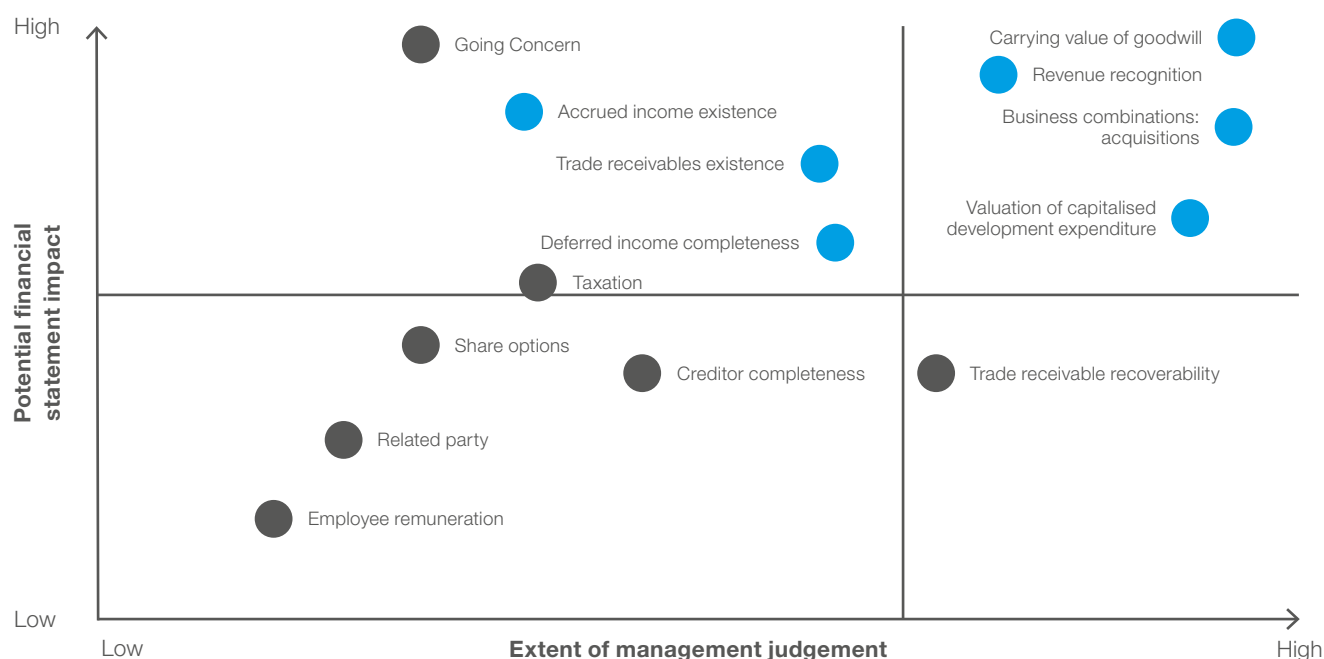 High
Going Concern
Carrying value of goodwill
Revenue recognition
Accrued income existence
Business combinations:
acquisitions
Trade receivables existence
Valuation of capitalised
development expenditure
Deferred income completeness
Taxation
Potential financial
statement impact
Share options
Creditor completeness
Trade receivable recoverability
Related party
Employee remuneration
Low
Low
Extent of management judgement
High